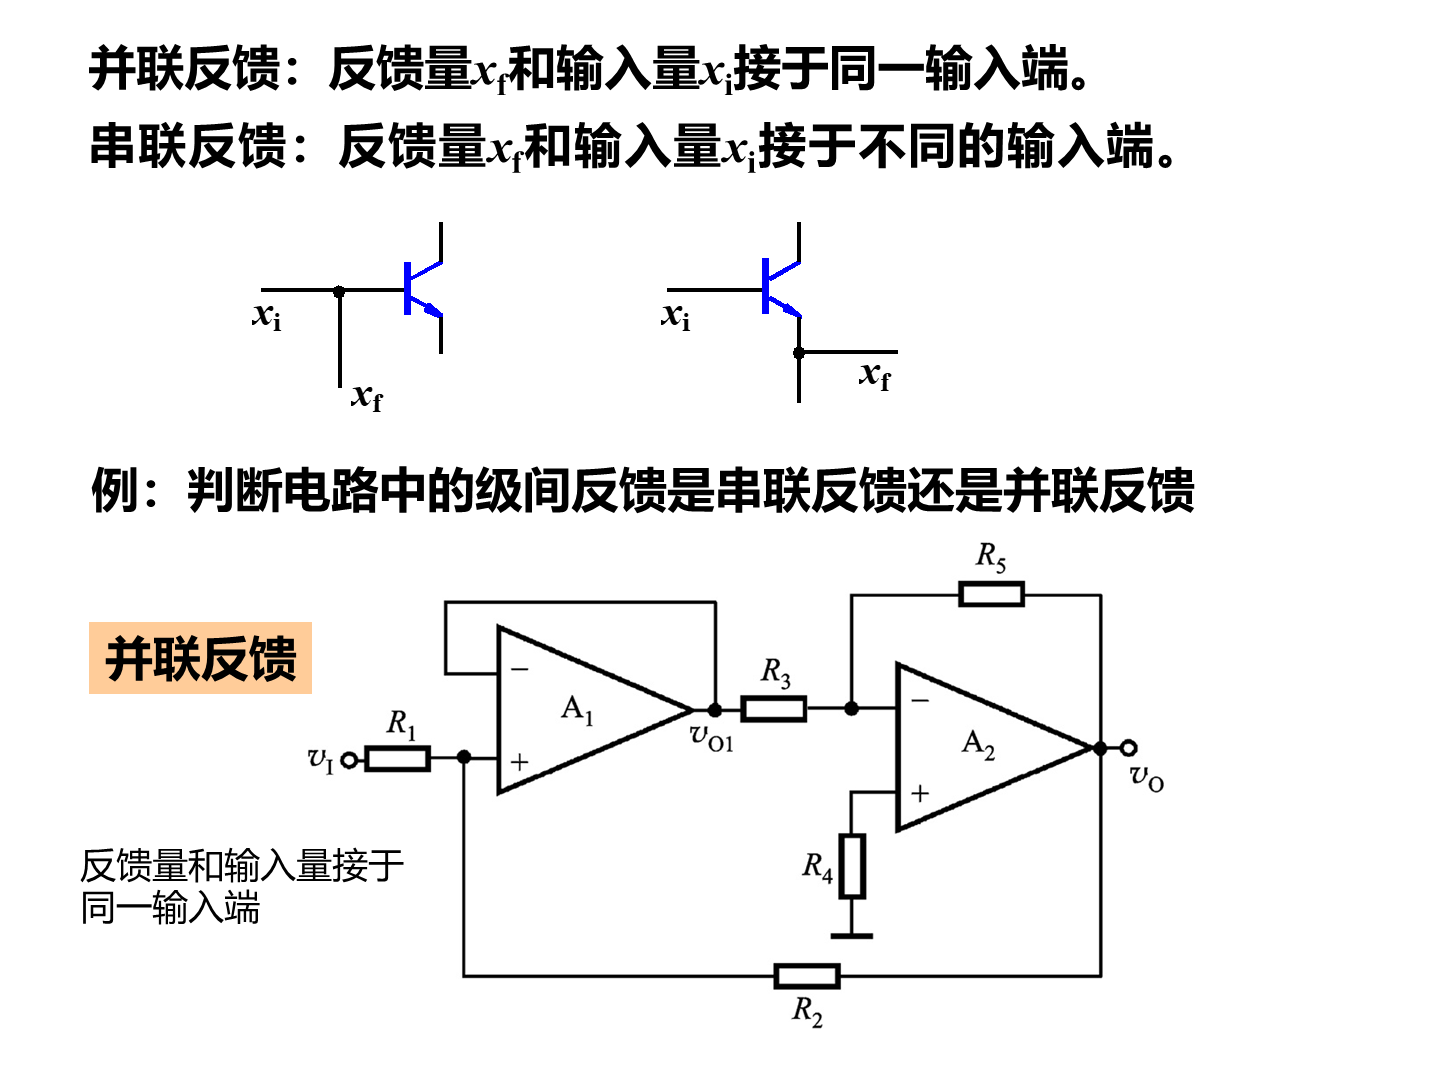 并联反馈：反馈量xf和输入量xi接于同一输入端。
串联反馈：反馈量xf和输入量xi接于不同的输入端。
xi
xf
xi
xf
例：判断电路中的级间反馈是串联反馈还是并联反馈
并联反馈
R5
R3
R1
A1
−
+
vI
vO1
A2
−
+
vO
R4
R2
反馈量和输入量接于
同一输入端